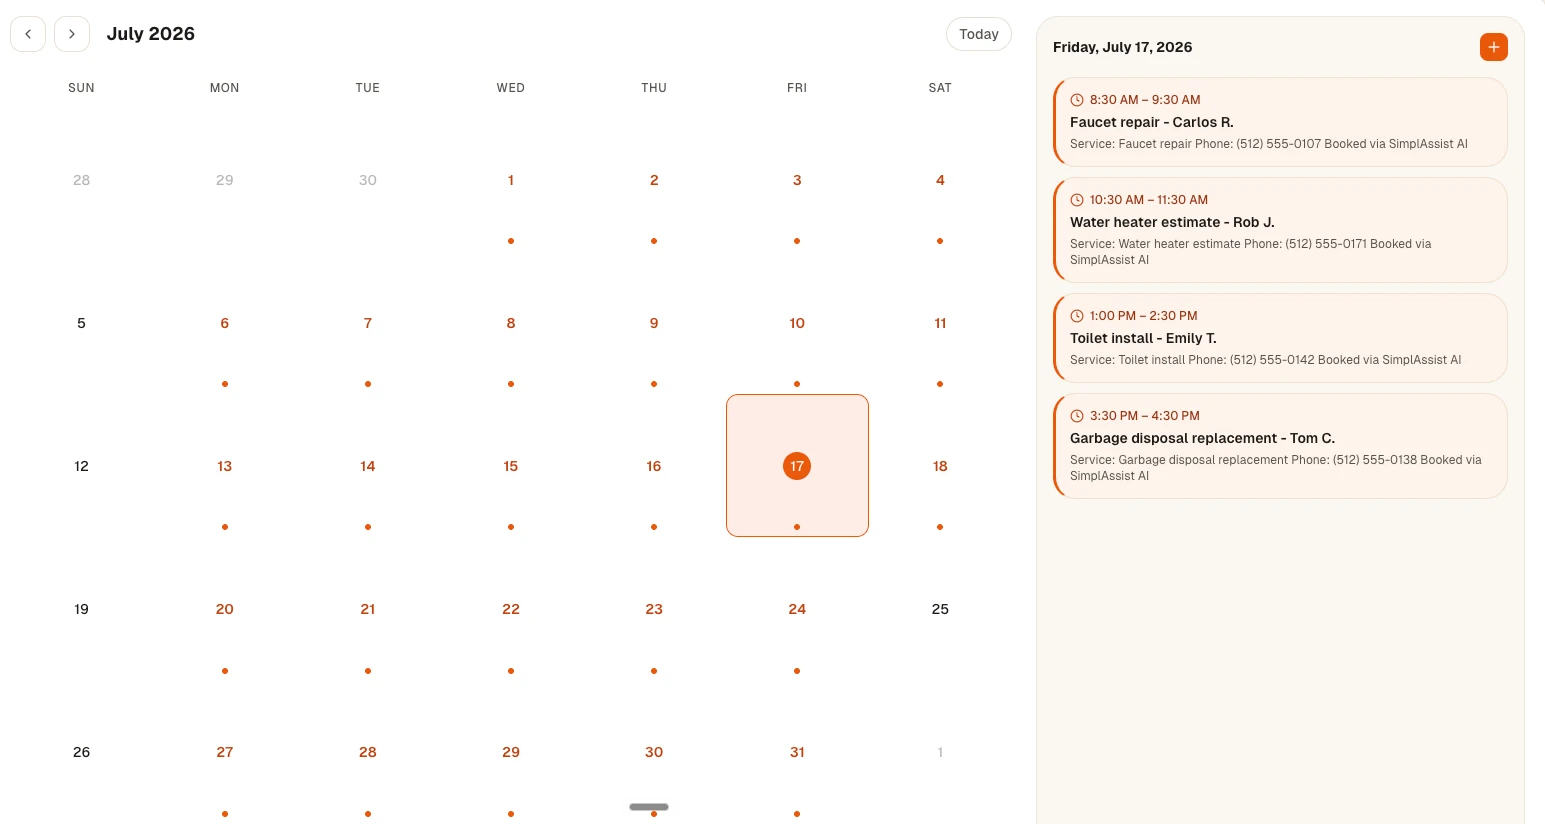 July 2026
Today
SUN MON TUE WED THU FRI SAT
28 29 30 1 2 3 4
5 6 7 8 9 10 11
12 13 14 15 16 17 18
19 20 21 22 23 24 25
26 27 28 29 30 31 1
Friday, July 17, 2026
8:30 AM – 9:30 AM
Faucet repair - Carlos R.
Service: Faucet repair Phone: (512) 555-0107 Booked via SimplAssist AI
10:30 AM – 11:30 AM
Water heater estimate - Rob J.
Service: Water heater estimate Phone: (512) 555-0171 Booked via
SimplAssist AI
1:00 PM – 2:30 PM
Toilet install - Emily T.
Service: Toilet install Phone: (512) 555-0142 Booked via SimplAssist AI
3:30 PM – 4:30 PM
Garbage disposal replacement - Tom C.
Service: Garbage disposal replacement Phone: (512) 555-0138 Booked via
SimplAssist AI